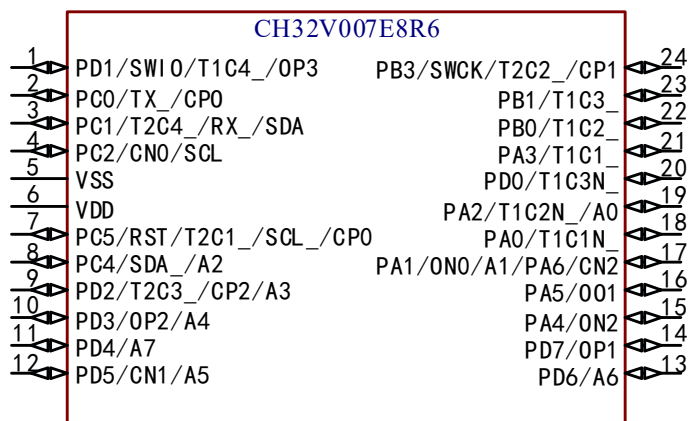 CH32V007E8R6
1 PD1/SWIO/T1C4_/OP3
2 PC0/TX_/CP0
3 PC1/T2C4_/RX_/SDA
4 PC2/CN0/SCL
5 VSS
6 VDD
7 PC5/RST/T2C1_/SCL_/CP0
8 PC4/SDA_/A2
9 PD2/T2C3_/CP2/A3
10 PD3/OP2/A4
11 PD4/A7
12 PD5/CN1/A5
PB3/SWCK/T2C2_/CP1 24
PB1/T1C3_ 23
PB0/T1C2_ 22
PA3/T1C1_ 21
PD0/T1C3N_ 20
PA2/T1C2N_/A0 19
PA0/T1C1N_ 18
PA1/ON0/A1/PA6/CN2 17
PA5/OO1 16
PA4/ON2 15
PD7/OP1 14
PD6/A6 13